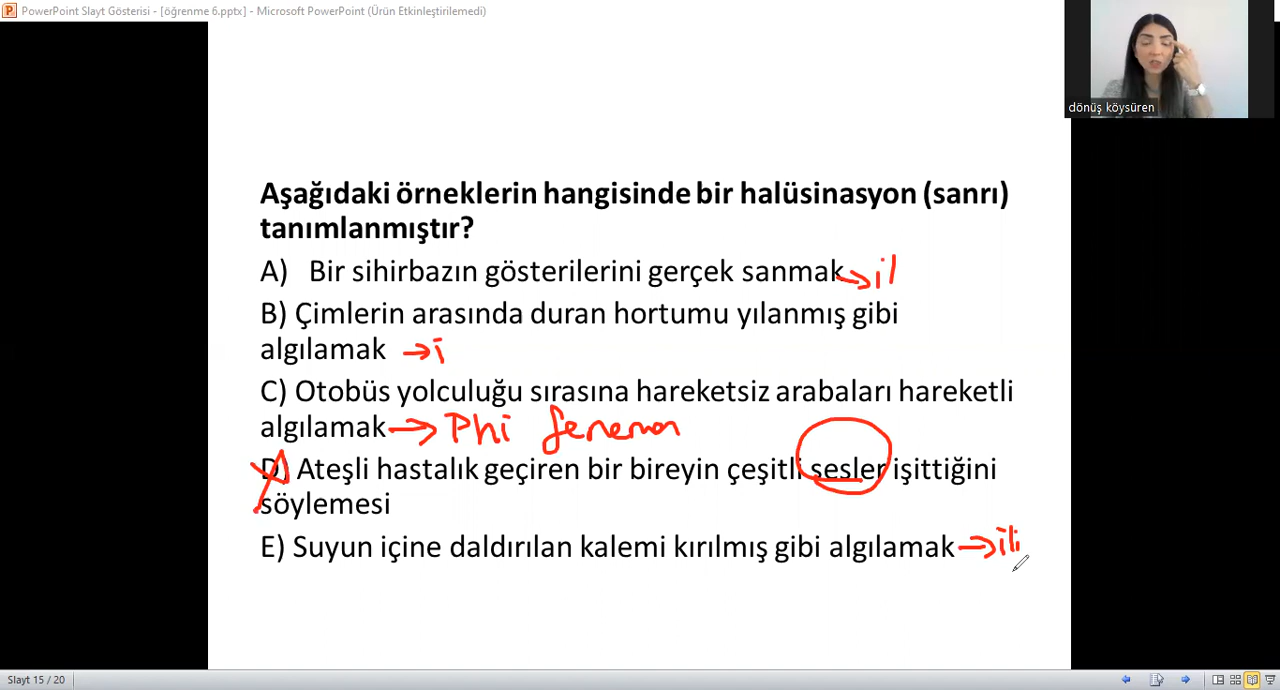 PowerPoint Slayt Gösterisi - [öğrenme 6.pptx] - Microsoft PowerPoint (Ürün Etkinleştirilemedi)
dönüş köysüren
Aşağıdaki örneklerin hangisinde bir halüsinasyon (sanrı)
tanımlanmıştır?
A) Bir sihirbazın gösterilerini gerçek sanmak → il
B) Çimlerin arasında duran hortumu yılanmış gibi
algılamak → i
C) Otobüs yolculuğu sırasına hareketsiz arabaları hareketli
algılamak → Phi fenomen
D) Ateşli hastalık geçiren bir bireyin çeşitli sesler işittiğini
söylemesi
E) Suyun içine daldırılan kalemi kırılmış gibi algılamak → ili
Slayt 15 / 20